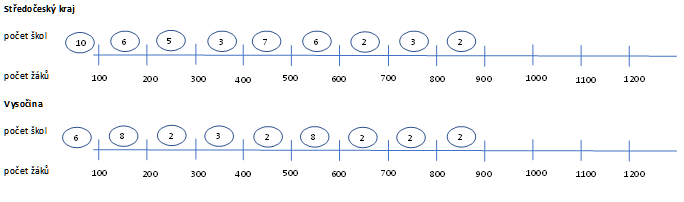 Středočeský kraj
počet škol 10 6 5 3 7 6 2 3 2
počet žáků 100 200 300 400 500 600 700 800 900 1000 1100 1200
Vysočina
počet škol 6 8 2 3 2 8 2 2 2
počet žáků 100 200 300 400 500 600 700 800 900 1000 1100 1200